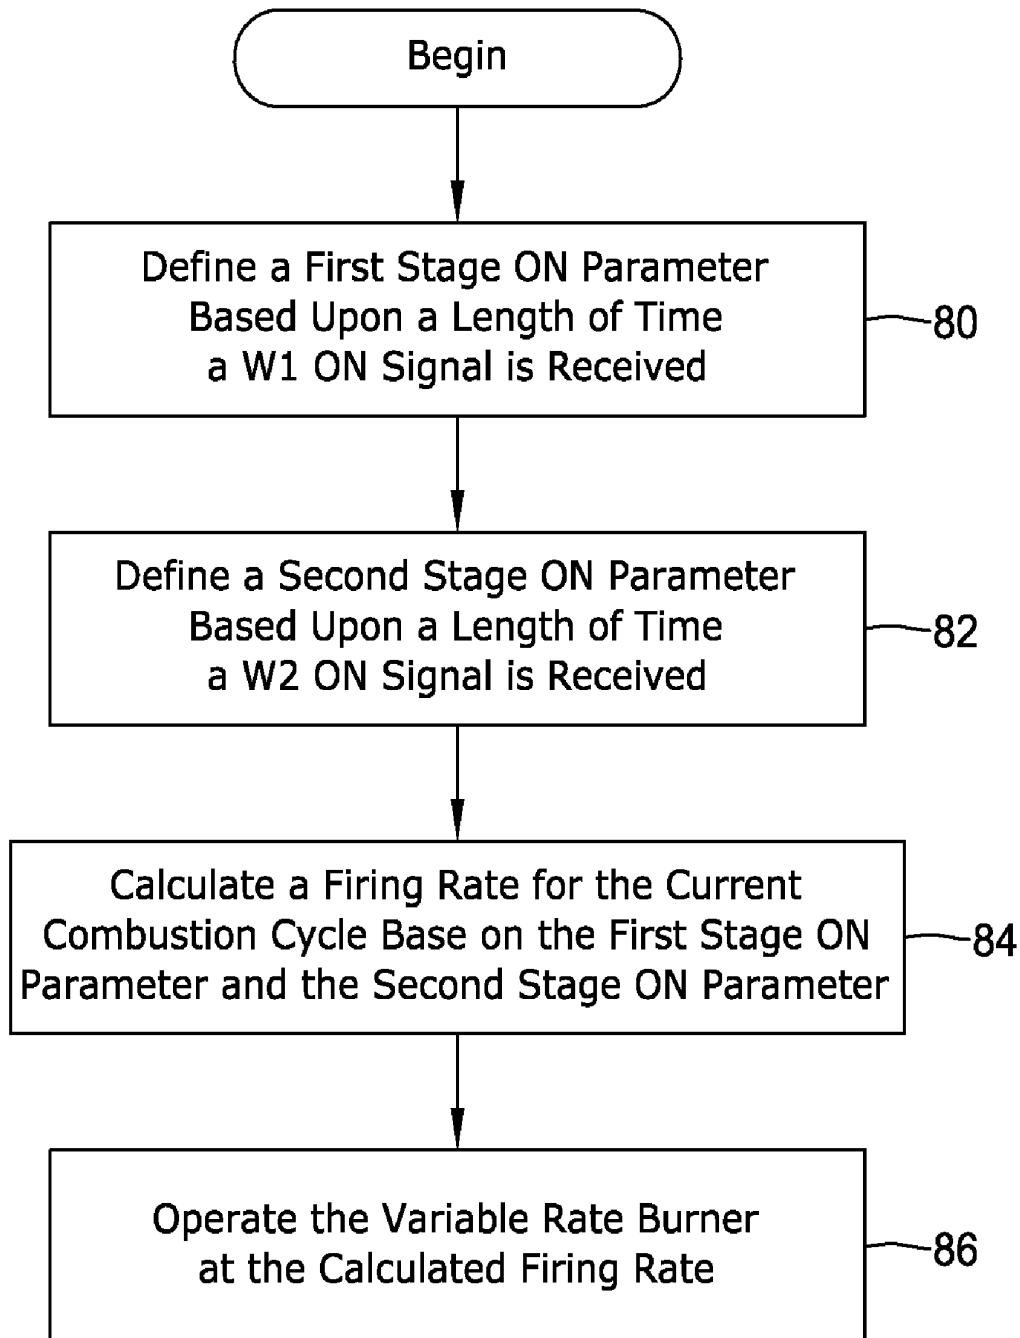 Begin
Define a First Stage ON Parameter
Based Upon a Length of Time
a W1 ON Signal is Received
80
Define a Second Stage ON Parameter
Based Upon a Length of Time
a W2 ON Signal is Received
82
Calculate a Firing Rate for the Current
Combustion Cycle Base on the First Stage ON
Parameter and the Second Stage ON Parameter
84
Operate the Variable Rate Burner
at the Calculated Firing Rate
86